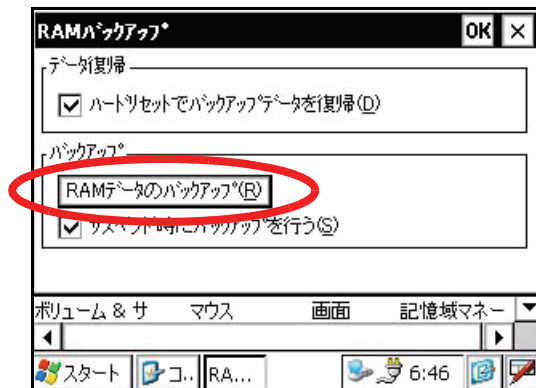 RAMバックアップ OK ×
データ復帰
ハードリセットでバックアップデータを復帰(D)
バックアップ
RAMデータのバックアップ(R)
サスペンド時にバックアップを行う(S)
ボリューム & サ マウス 画面 記憶域マネー
スタート コ.. RA... 6:46